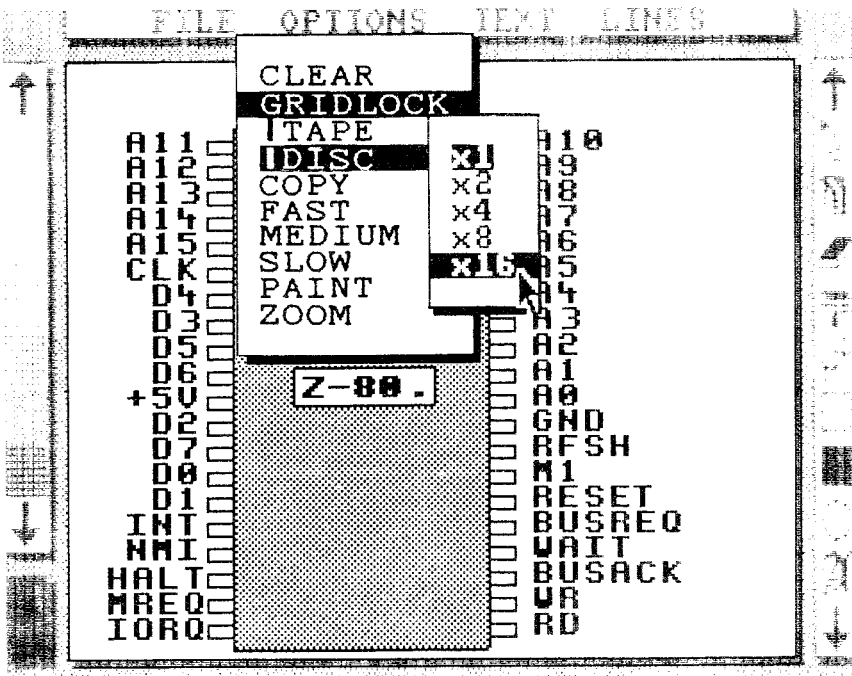 FILE OPTIONS TEXT LINES
CLEAR
GRIDLOCK
TAPE
DISC
COPY
FAST
MEDIUM
SLOW
PAINT
ZOOM
x1
x2
x4
x8
x16
A11
A12
A13
A14
A15
CLK
D4
D3
D5
D6
+5V
D2
D7
D0
D1
INT
NMI
HALT
MREQ
IORQ
Z-80.
A10
A9
A8
A7
A6
A5
A4
A3
A2
A1
A0
GND
RFSH
M1
RESET
BUSREQ
WAIT
BUSACK
WR
RD